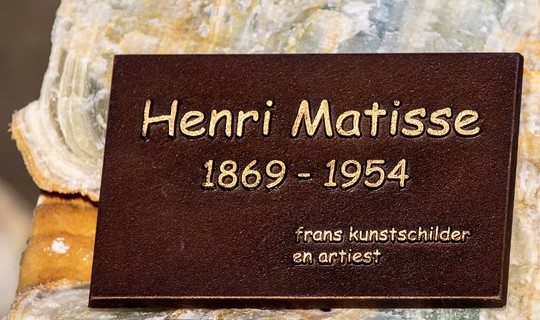 Henri Matisse
1869 - 1954
frans kunstschilder
en artiest